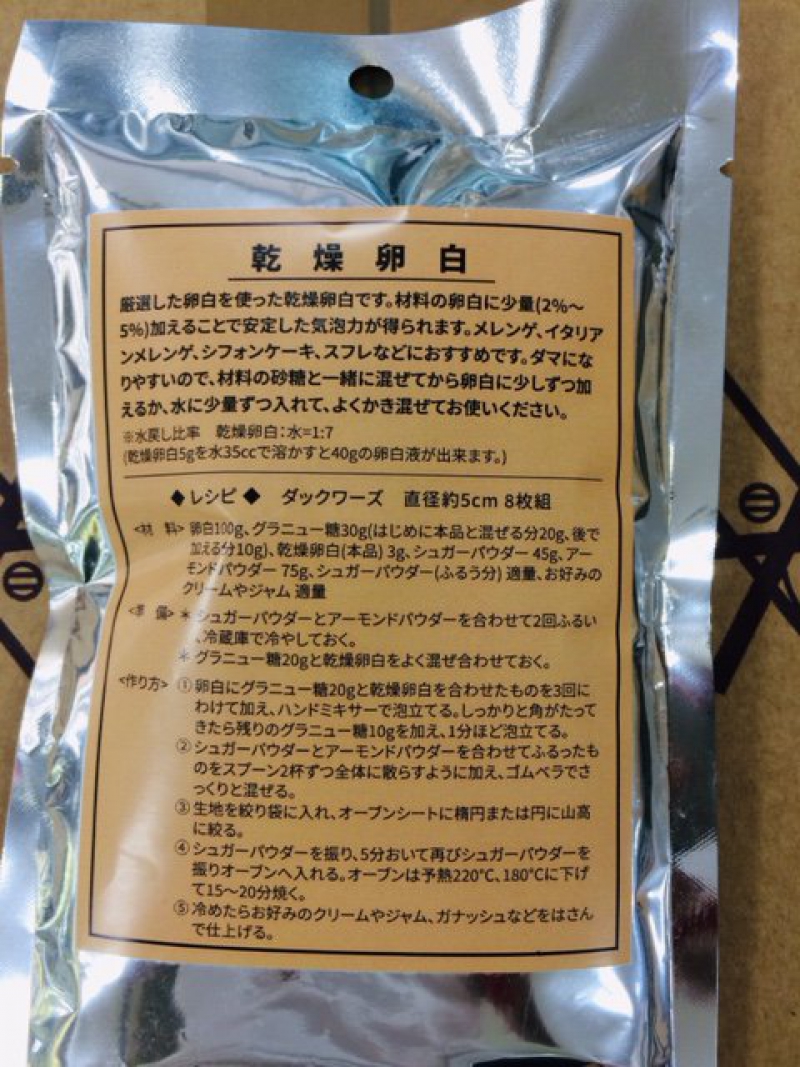 乾燥卵白
厳選した卵白を使った乾燥卵白です。材料の卵白に少量(2%〜
5%)加えることで安定した気泡力が得られます。メレンゲ、イタリア
ンメレンゲ、シフォンケーキ、スフレなどにおすすめです。ダマにな
りやすいので、材料の砂糖と一緒に混ぜてから卵白に少しずつ加
えるか、水に少量ずつ入れて、よくかき混ぜてお使いください。
※水戻し比率 乾燥卵白:水=1:7
(乾燥卵白5gを水35ccで溶かすと40gの卵白液が出来ます。)
◆レシピ◆ ダックワーズ 直径約5cm 8枚組
<材 料> 卵白100g、グラニュー糖30g(はじめに本品と混ぜる分20g、後で
加える分10g)、乾燥卵白(本品) 3g、シュガーパウダー 45g、アー
モンドパウダー 75g、シュガーパウダー(ふるう分) 適量、お好みの
クリームやジャム 適量
<準 備> *シュガーパウダーとアーモンドパウダーを合わせて2回ふるい
、冷蔵庫で冷やしておく。
*グラニュー糖20gと乾燥卵白をよく混ぜ合わせておく。
<作り方> ①卵白にグラニュー糖20gと乾燥卵白を合わせたものを3回に
わけて加え、ハンドミキサーで泡立てる。しっかりと角がたって
きたら残りのグラニュー糖10gを加え、1分ほど泡立てる。
②シュガーパウダーとアーモンドパウダーを合わせてふるったも
のをスプーン2杯ずつ全体に散らすように加え、ゴムベラでさ
っくりと混ぜる。
③生地を絞り袋に入れ、オーブンシートに楕円または円に山高
に絞る。
④シュガーパウダーを振り、5分おいて再びシュガーパウダーを
振りオーブンへ入れる。オーブンは予熱220℃、180℃に下げ
て15〜20分焼く。
⑤冷めたらお好みのクリームやジャム、ガナッシュなどをはさん
で仕上げる。